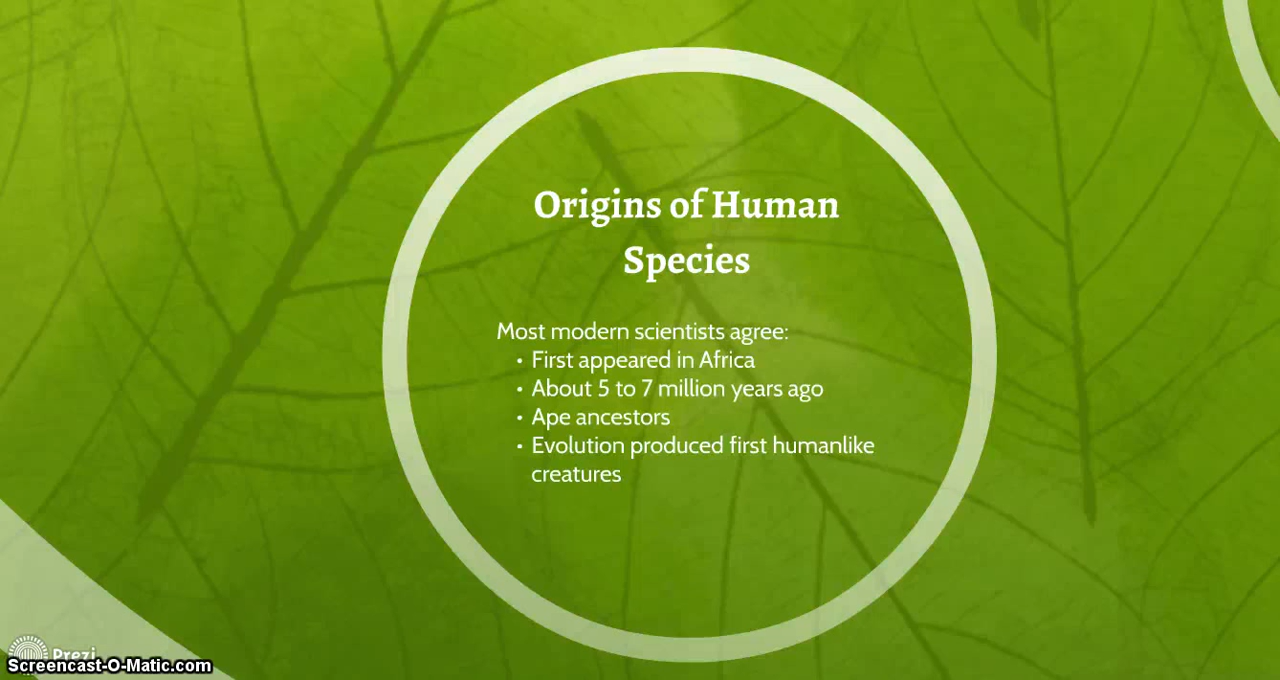 Origins of Human
Species
Most modern scientists agree:
• First appeared in Africa
• About 5 to 7 million years ago
• Ape ancestors
• Evolution produced first humanlike
creatures
Prezi
Screencast-O-Matic.com